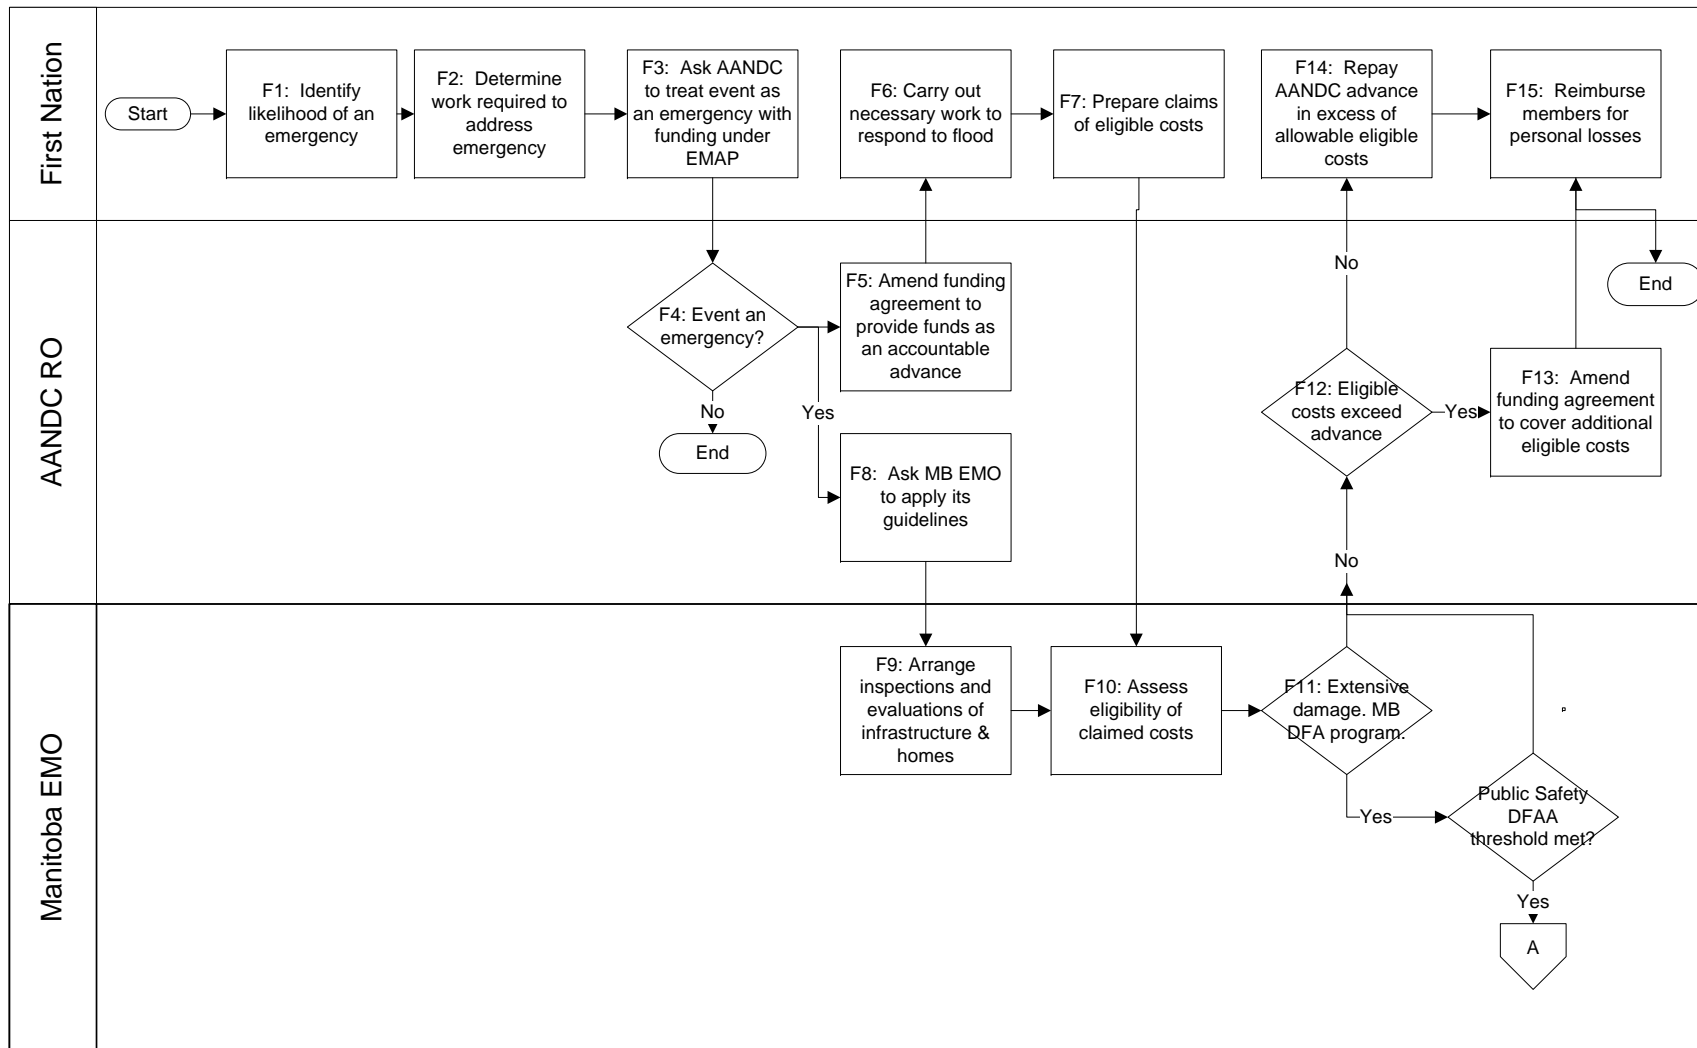 First Nation
Start
F1: Identify
likelihood of an
emergency
F2: Determine
work required to
address
emergency
F3: Ask AANDC
to treat event as
an emergency with
funding under
EMAP
F6: Carry out
necessary work to
respond to flood
F7: Prepare claims
of eligible costs
F14: Repay
AANDC advance
in excess of
allowable eligible
costs
F15: Reimburse
members for
personal losses
AANDC RO
F4: Event an
emergency?
No
End
Yes
F5: Amend funding
agreement to
provide funds as
an accountable
advance
F8: Ask MB EMO
to apply its
guidelines
No
F12: Eligible
costs exceed
advance
Yes
F13: Amend
funding agreement
to cover additional
eligible costs
End
No
Manitoba EMO
F9: Arrange
inspections and
evaluations of
infrastructure &
homes
F10: Assess
eligibility of
claimed costs
F11: Extensive
damage. MB
DFA program.
Yes
Public Safety
DFAA
threshold met?
Yes
A